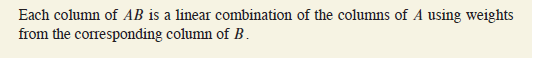 Each column of AB is a linear combination of the columns of A using weights
from the corresponding column of B.